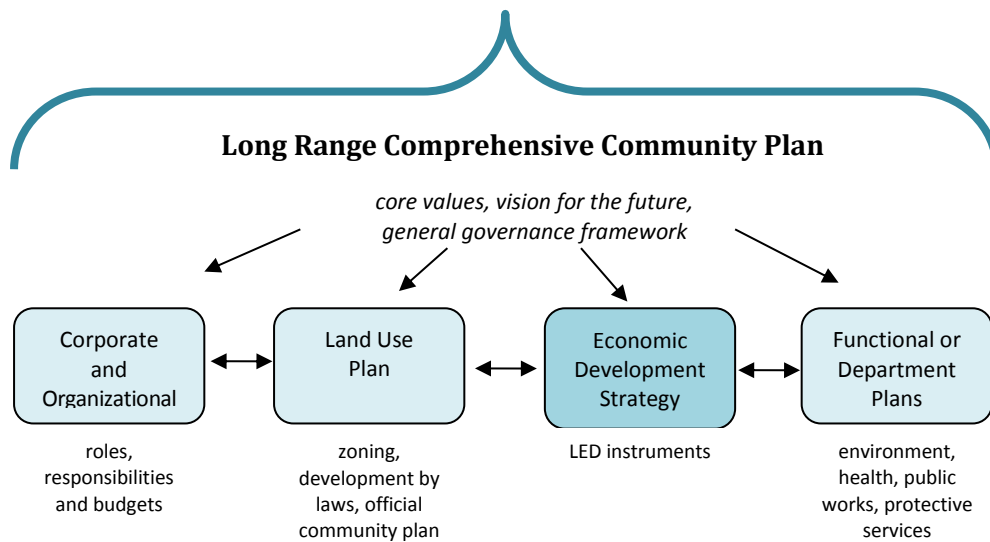 Long Range Comprehensive Community Plan
core values, vision for the future,
general governance framework
Corporate
and
Organizational
Land Use
Plan
Economic
Development
Strategy
Functional or
Department
Plans
roles,
responsibilities
and budgets
zoning,
development by
laws, official
community plan
LED instruments
environment,
health, public
works, protective
services